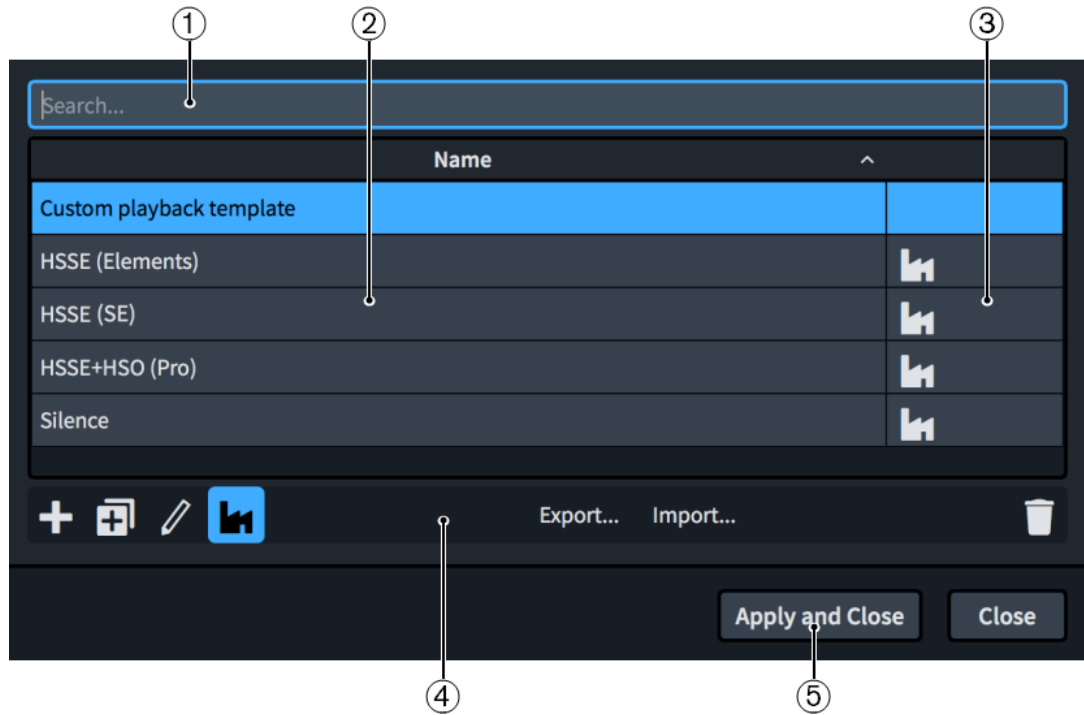 ① ② ③
Search...
Name
Custom playback template
HSSE (Elements)
HSSE (SE)
HSSE+HSO (Pro)
Silence
Export... Import...
Apply and Close Close
④ ⑤